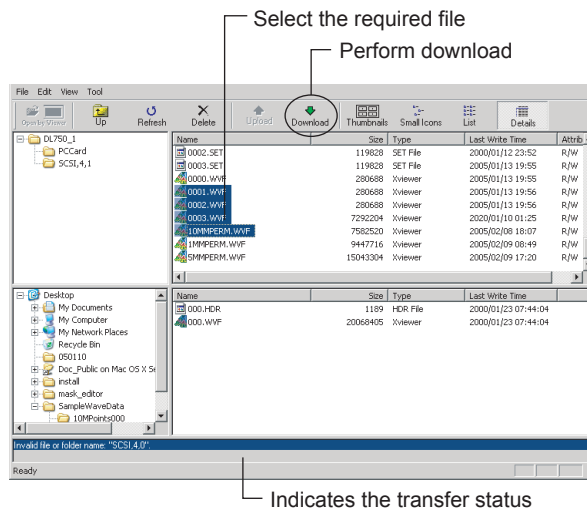 Select the required file
Perform download
File Edit View Tool
Open by Viewer Up Refresh Delete Upload Download Thumbnails Small Icons List Details
DL750_1
PCCard
SCSI,4,1
Name Size Type Last Write Time Attrib
0002.SET 119828 SET File 2000/01/12 23:52 R/W
0003.SET 119828 SET File 2005/01/13 19:55 R/W
0000.WVF 280688 Xviewer 2005/01/13 19:55 R/W
0001.WVF 280688 Xviewer 2005/01/13 19:56 R/W
0002.WVF 280688 Xviewer 2005/01/13 19:56 R/W
0003.WVF 7292204 Xviewer 2020/01/10 01:25 R/W
10MMPERM.WVF 7582520 Xviewer 2005/02/08 18:07 R/W
1MMPERM.WVF 9447716 Xviewer 2005/02/09 08:49 R/W
5MMPERM.WVF 15043304 Xviewer 2005/02/09 17:20 R/W
Desktop
My Documents
My Computer
My Network Places
Recycle Bin
050110
Doc_Public on Mac OS X Se
install
mask_editor
SampleWaveData
10MPoints000
Name Size Type Last Write Time
000.HDR 1189 HDR File 2000/01/23 07:44:04
000.WVF 20068405 Xviewer 2000/01/23 07:44:04
Invalid file or folder name: "SCSI,4,0".
Ready
Indicates the transfer status